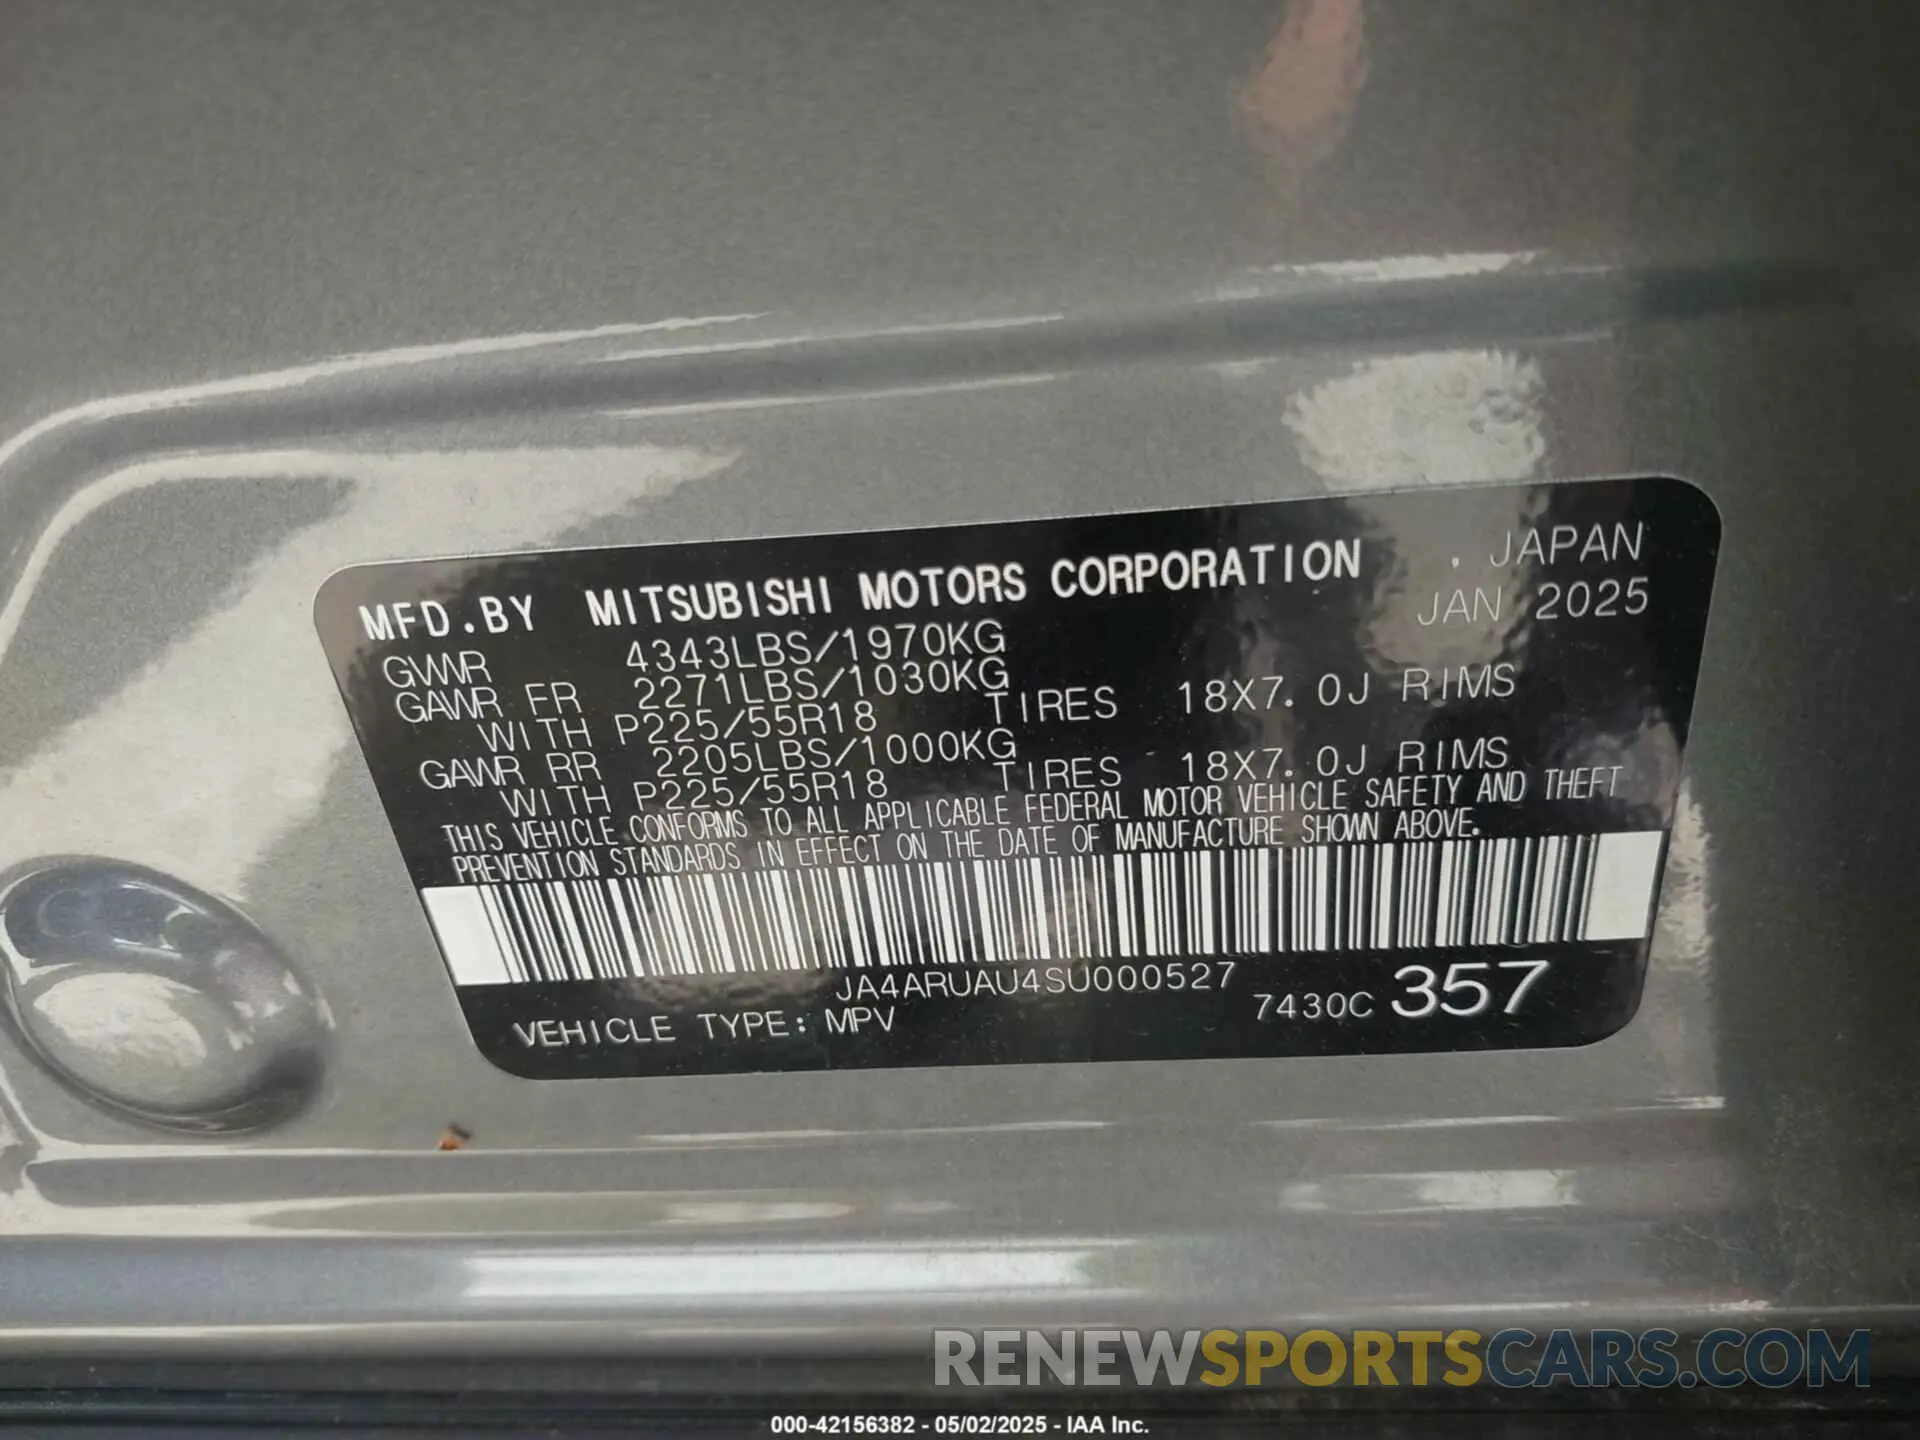 MFD.BY MITSUBISHI MOTORS CORPORATION . JAPAN
JAN 2025
GVWR 4343LBS/1970KG
GAWR FR 2271LBS/1030KG
WITH P225/55R18 TIRES 18X7.0J RIMS
GAWR RR 2205LBS/1000KG
WITH P225/55R18 TIRES 18X7.0J RIMS
THIS VEHICLE CONFORMS TO ALL APPLICABLE FEDERAL MOTOR VEHICLE SAFETY AND THEFT
PREVENTION STANDARDS IN EFFECT ON THE DATE OF MANUFACTURE SHOWN ABOVE.
JA4ARUAU4SU000527
VEHICLE TYPE: MPV 7430C 357
RENEWSPORTSCARS.COM
000-42156382 - 05/02/2025 - IAA Inc.